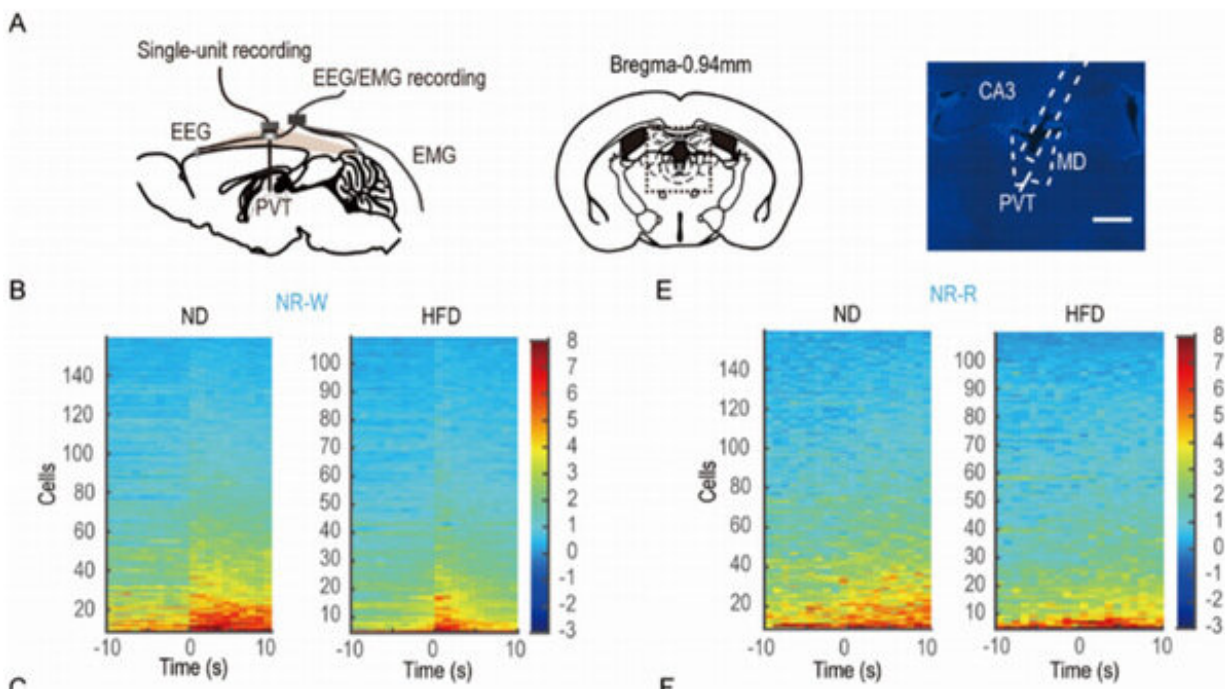 A
Single-unit recording
EEG/EMG recording
EEG
EMG
PVT
Bregma-0.94mm
CA3
MD
PVT
B
NR-W
ND
HFD
Cells
140
120
100
80
60
40
20
100
90
80
70
60
50
40
30
20
10
8
7
6
5
4
3
2
1
0
-1
-2
-3
-10 0 10
Time (s)
-10 0 10
Time (s)
E
NR-R
ND
HFD
Cells
140
120
100
80
60
40
20
100
90
80
70
60
50
40
30
20
10
8
7
6
5
4
3
2
1
0
-1
-2
-3
-10 0 10
Time (s)
-10 0 10
Time (s)